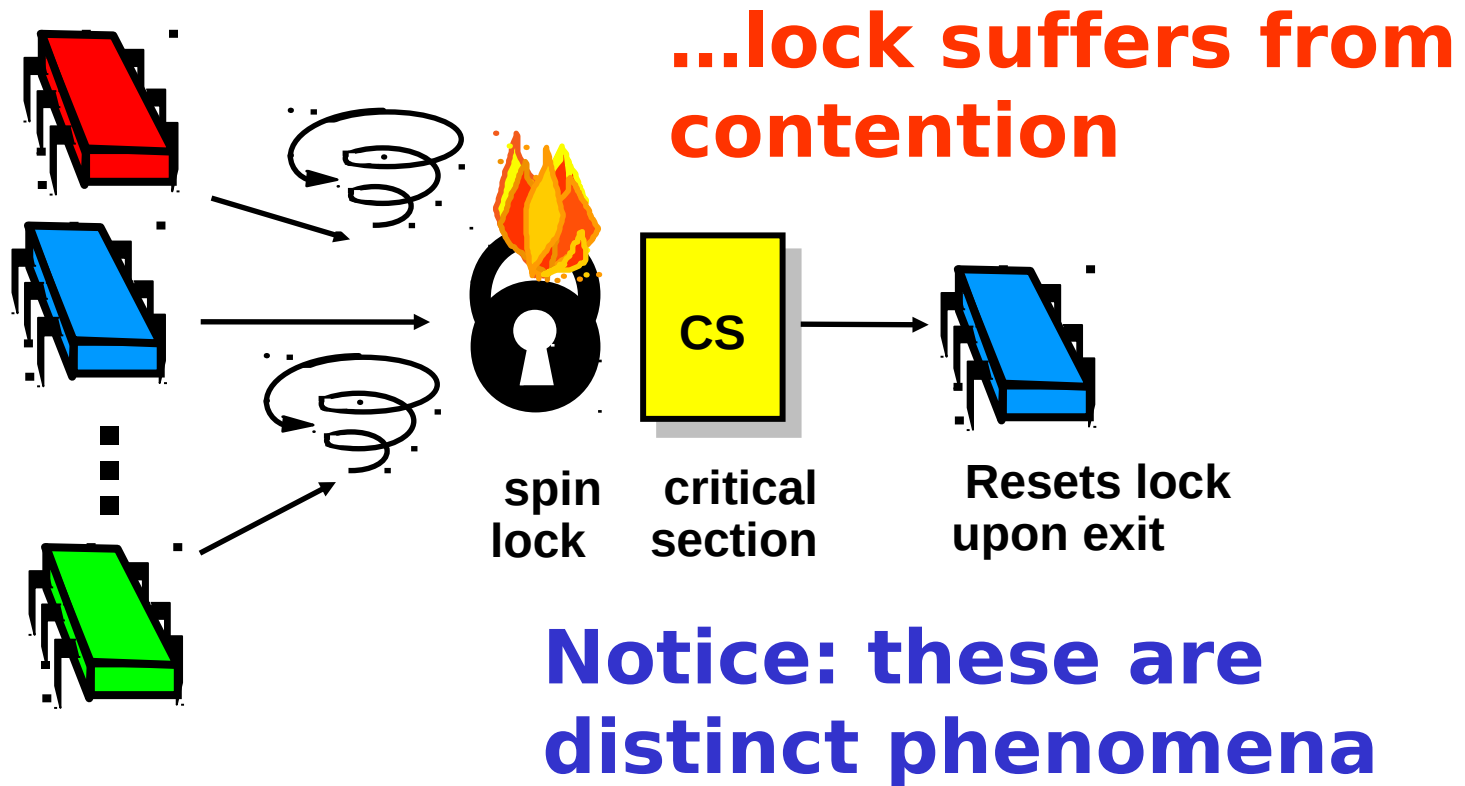 …lock suffers from
contention
CS
spin
lock
critical
section
Resets lock
upon exit
Notice: these are
distinct phenomena